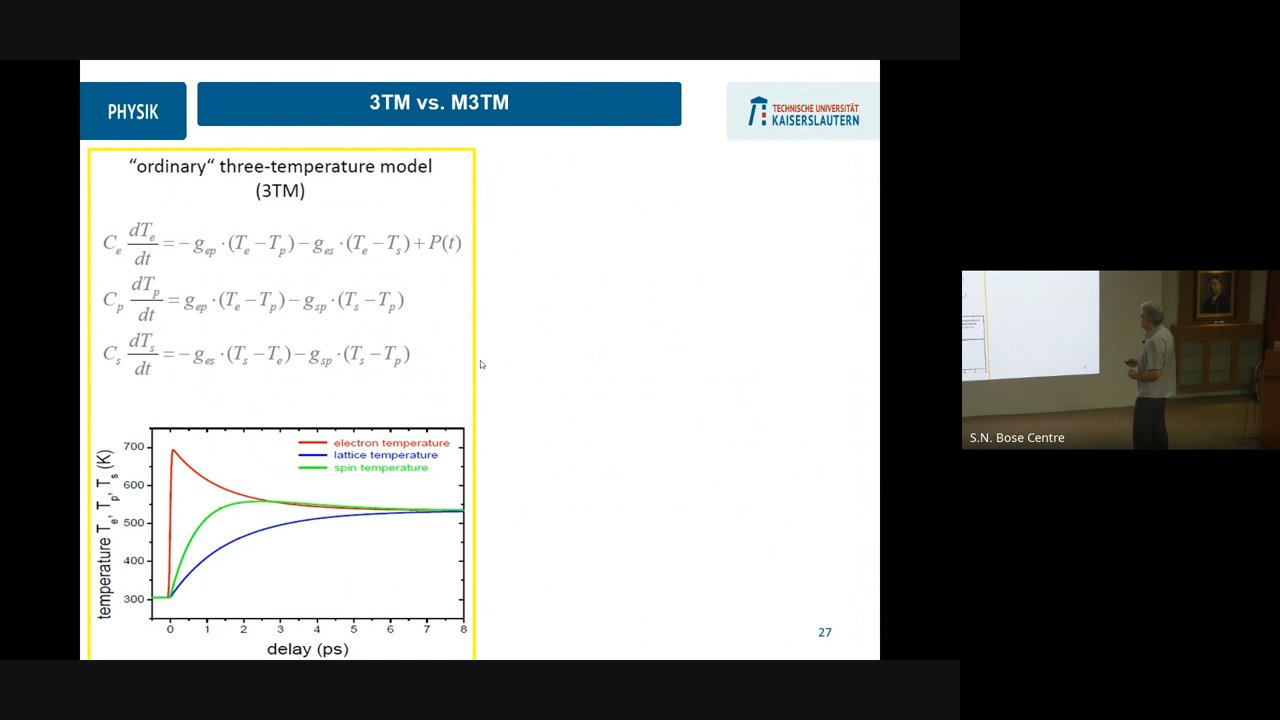 PHYSIK
3TM vs. M3TM
TECHNISCHE UNIVERSITÄT
KAISERSLAUTERN
“ordinary“ three-temperature model
(3TM)
C_e dT_e/dt = −g_ep·(T_e−T_p)−g_es·(T_e−T_s)+P(t)
C_p dT_p/dt = g_ep·(T_e−T_p)−g_sp·(T_s−T_p)
C_s dT_s/dt = −g_es·(T_s−T_e)−g_sp·(T_s−T_p)
electron temperature
lattice temperature
spin temperature
temperature T_e, T_p, T_s (K)
700
600
500
400
300
0 1 2 3 4 5 6 7 8
delay (ps)
27
S.N. Bose Centre